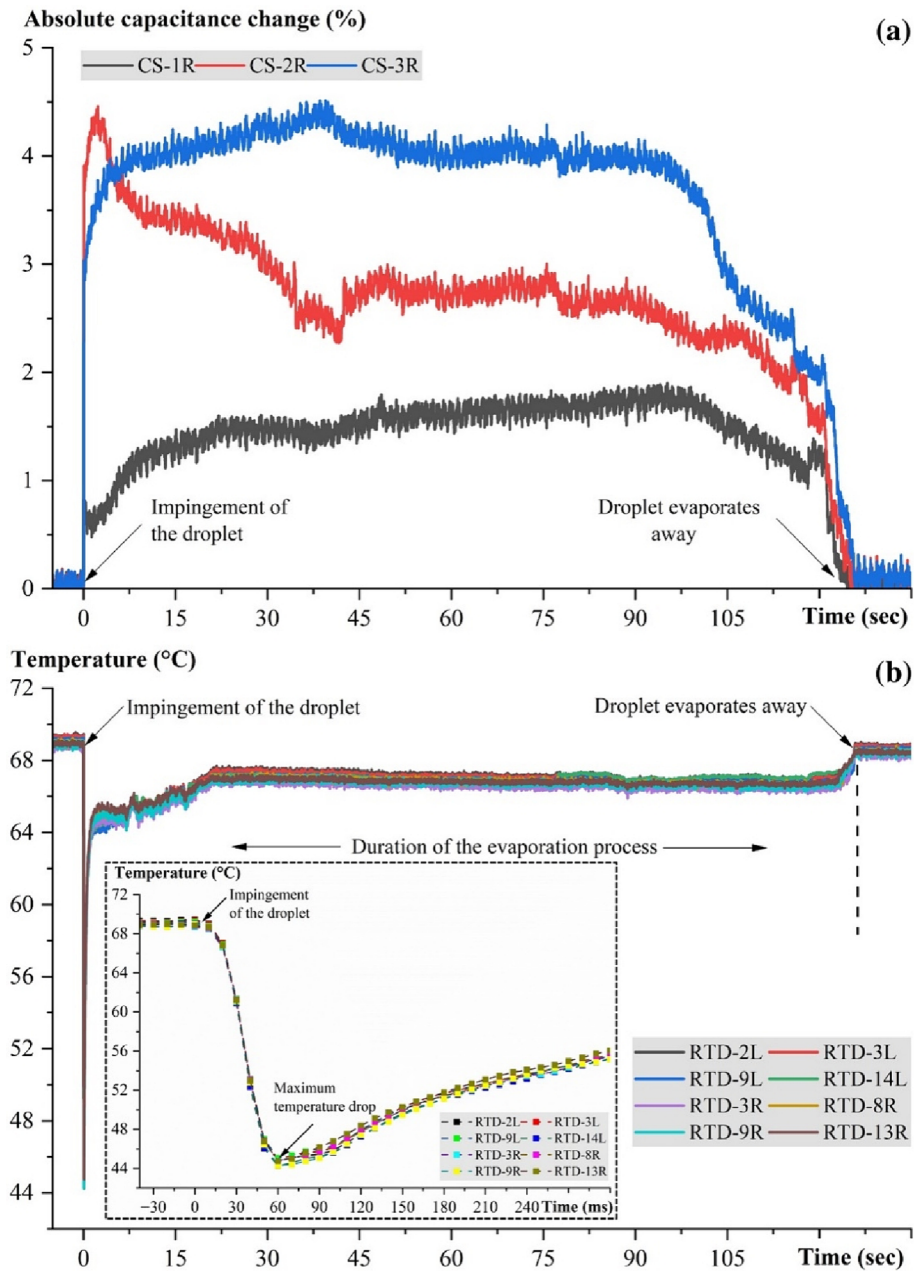 Absolute capacitance change (%)
(a)
5
CS-1R CS-2R CS-3R
4
3
2
1
Impingement of
the droplet
Droplet evaporates
away
0
0 15 30 45 60 75 90 105 Time (sec)
Temperature (°C)
(b)
72
Impingement of the droplet
Droplet evaporates away
68
64
Duration of the evaporation process
60
56
52
48
44
Temperature (°C)
72
Impingement
of the droplet
68
64
60
56
52
48
44
Maximum
temperature drop
RTD-2L RTD-3L
RTD-9L RTD-14L
RTD-3R RTD-8R
RTD-9R RTD-13R
−30 0 30 60 90 120 150 180 210 240 Time (ms)
RTD-2L RTD-3L
RTD-9L RTD-14L
RTD-3R RTD-8R
RTD-9R RTD-13R
0 15 30 45 60 75 90 105 Time (sec)